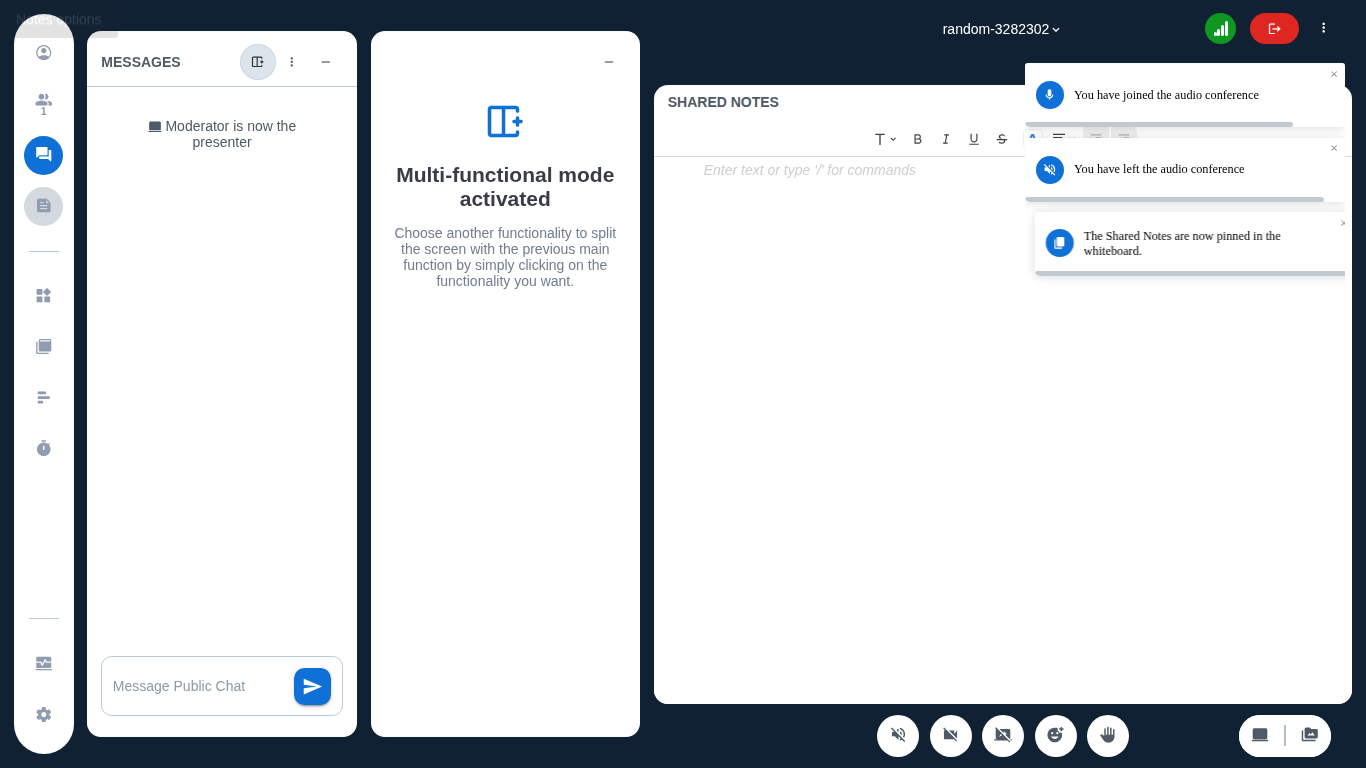 Notes options
1
MESSAGES
Moderator is now the
presenter
Message Public Chat
Multi-functional mode
activated
Choose another functionality to split
the screen with the previous main
function by simply clicking on the
functionality you want.
random-3282302
SHARED NOTES
Enter text or type '/' for commands
You have joined the audio conference
You have left the audio conference
The Shared Notes are now pinned in the
whiteboard.